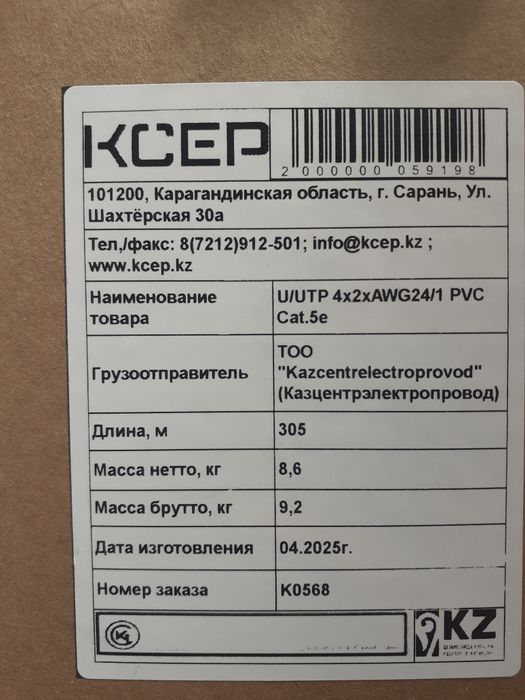 KCEP
2 000000 059198
101200, Карагандинская область, г. Сарань, Ул.
Шахтёрская 30а
Тел,/факс: 8(7212)912-501; info@kcep.kz ;
www.kcep.kz
Наименование
товара
U/UTP 4x2xAWG24/1 PVC
Cat.5e
Грузоотправитель
ТОО
"Kazcentrelectroprovod"
(Казцентрэлектропровод)
Длина, м
305
Масса нетто, кг
8,6
Масса брутто, кг
9,2
Дата изготовления
04.2025г.
Номер заказа
K0568
KZ